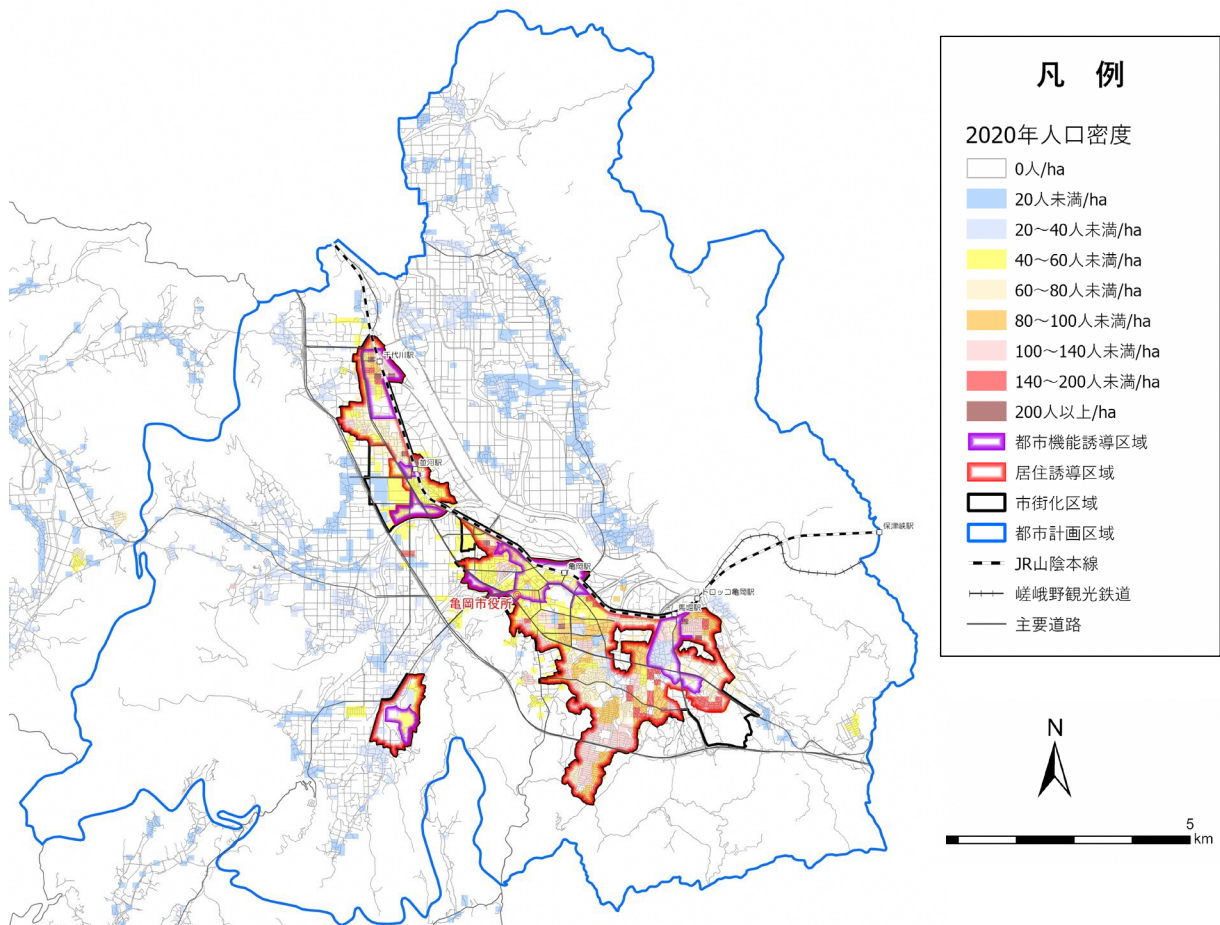 千代川駅
並河駅
保津峡駅
亀岡駅
トロッコ亀岡駅
亀岡市役所
馬堀駅
凡 例
2020年人口密度
0人/ha
20人未満/ha
20～40人未満/ha
40～60人未満/ha
60～80人未満/ha
80～100人未満/ha
100～140人未満/ha
140～200人未満/ha
200人以上/ha
都市機能誘導区域
居住誘導区域
市街化区域
都市計画区域
JR山陰本線
嵯峨野観光鉄道
主要道路
N
5
km